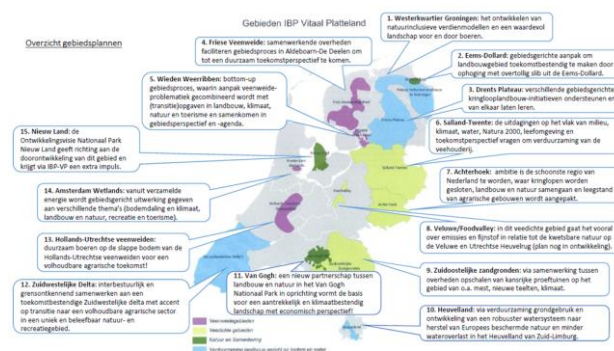 Gebieden IBP Vitaal Platteland
Overzicht gebiedsplannen
1. Westerkwartier Groningen: het ontwikkelen van
natuurinclusieve verdienmodellen en een waardevol
landschap voor en door boeren.
4. Friese Veenweide: samenwerkende overheden
faciliteren gebiedsproces in Aldeboarn-De Deelen om
tot een duurzaam toekomstperspectief te komen.
2. Eems-Dollard: gebiedsgerichte aanpak om
landbouwgebied toekomstbestendig te maken door
ophoging met overtollig slib uit de Eems-Dollard.
5. Wieden Weerribben: bottom-up
gebiedsproces, waarin aanpak veenweide-
problematiek gecombineerd wordt met
(transitie)opgaven in landbouw, klimaat,
natuur en toerisme en samenkomen in
gebiedsperspectief en -agenda.
3. Drents Plateau: verschillende gebiedsgerichte
kringlooplandbouw-initiatieven ondersteunen en
van elkaar laten leren.
6. Salland-Twente: de uitdagingen op het vlak van milieu,
klimaat, water, Natura 2000, leefomgeving en
toekomstperspectief vragen om verduurzaming van de
veehouderij.
15. Nieuw Land: de
Ontwikkelingsvisie Nationaal Park
Nieuw Land geeft richting aan de
doorontwikkeling van dit gebied en
krijgt via IBP-VP een extra impuls.
7. Achterhoek: ambitie is de schoonste regio van
Nederland te worden, waar kringlopen worden
gesloten, landbouw en natuur samengaan en leegstand
van agrarische gebouwen wordt aangepakt.
14. Amsterdam Wetlands: vanuit verzamelde
energie wordt gebiedsgericht uitwerking gegeven
aan verschillende thema's (bodemdaling en klimaat,
landbouw en natuur, recreatie en toerisme).
8. Veluwe/Foodvalley: in dit veedichte gebied gaat het vooral
over emissies en fijnstof in relatie tot de kwetsbare natuur op
de Veluwe en Utrechtse Heuvelrug (plan nog in ontwikkeling).
13. Hollands-Utrechtse veenweiden:
duurzaam boeren op de slappe bodem van
de Hollands-Utrechtse veenweiden voor een
volhoudbare agrarische toekomst!
9. Zuidoostelijke zandgronden: via samenwerking tussen
overheden opschalen van kansrijke proeftuinen op het
gebied van o.a. mest, nieuwe teelten, klimaat.
12. Zuidwestelijke Delta: interbestuurlijk en
grensontkennend samenwerken aan een
toekomstbestendige Zuidwestelijke delta met accent
op transitie naar een volhoudbare agrarische sector
in een uniek en beleefbaar natuur- en
recreatiegebied.
11. Van Gogh: een nieuw partnerschap tussen
landbouw en natuur in het Van Gogh
National Park in oprichting vormt de basis
voor een aantrekkelijk en klimaatbestendig
landschap met economisch perspectief!
10. Heuvelland: via verduurzaming grondgebruik en
ontwikkeling van een robuuster watersysteem naar
herstel van Europees beschermde natuur en minder
wateroverlast in het Heuvelland van Zuid-Limburg.
Veenweidegebieden
Veedichte gebieden